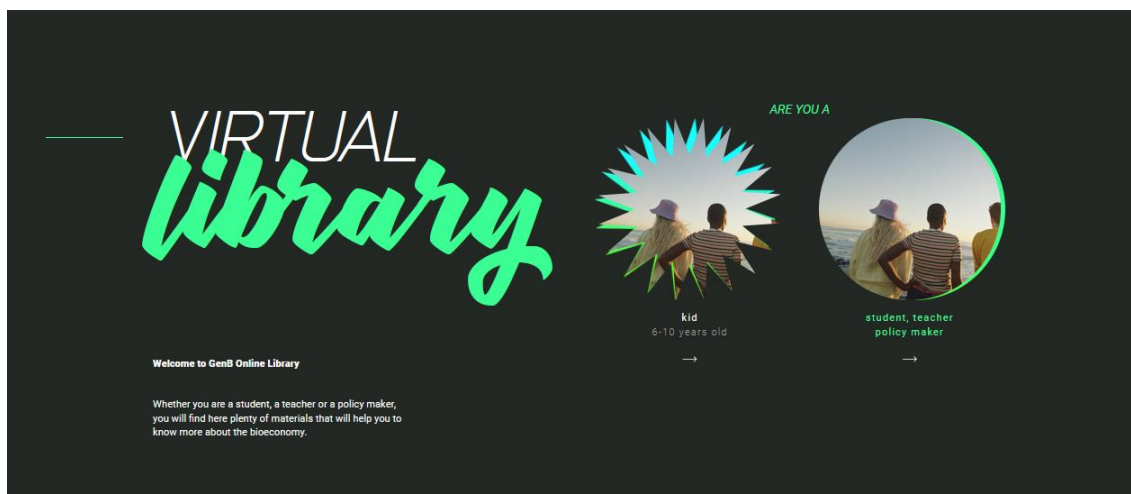 VIRTUAL
library
Welcome to GenB Online Library
Whether you are a student, a teacher or a policy maker,
you will find here plenty of materials that will help you to
know more about the bioeconomy.
ARE YOU A
kid
6-10 years old
→
student, teacher
policy maker
→